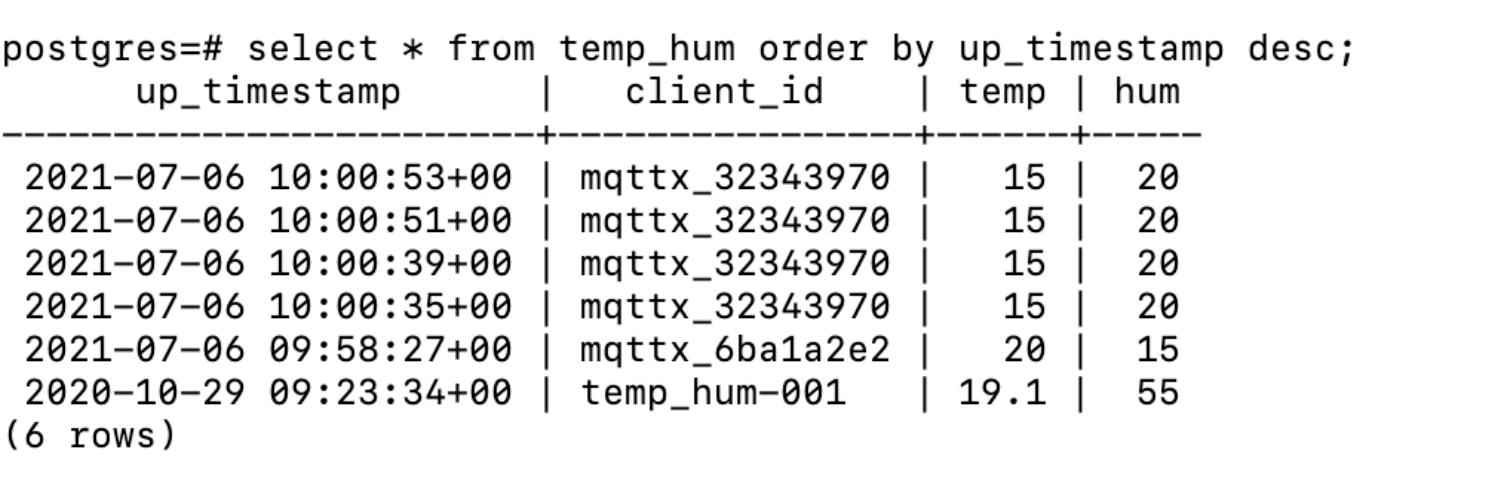 postgres=# select * from temp_hum order by up_timestamp desc;
      up_timestamp      |   client_id    | temp | hum
------------------------+----------------+------+-----
 2021-07-06 10:00:53+00 | mqttx_32343970 |   15 |  20
 2021-07-06 10:00:51+00 | mqttx_32343970 |   15 |  20
 2021-07-06 10:00:39+00 | mqttx_32343970 |   15 |  20
 2021-07-06 10:00:35+00 | mqttx_32343970 |   15 |  20
 2021-07-06 09:58:27+00 | mqttx_6ba1a2e2 |   20 |  15
 2020-10-29 09:23:34+00 | temp_hum-001   | 19.1 |  55
(6 rows)